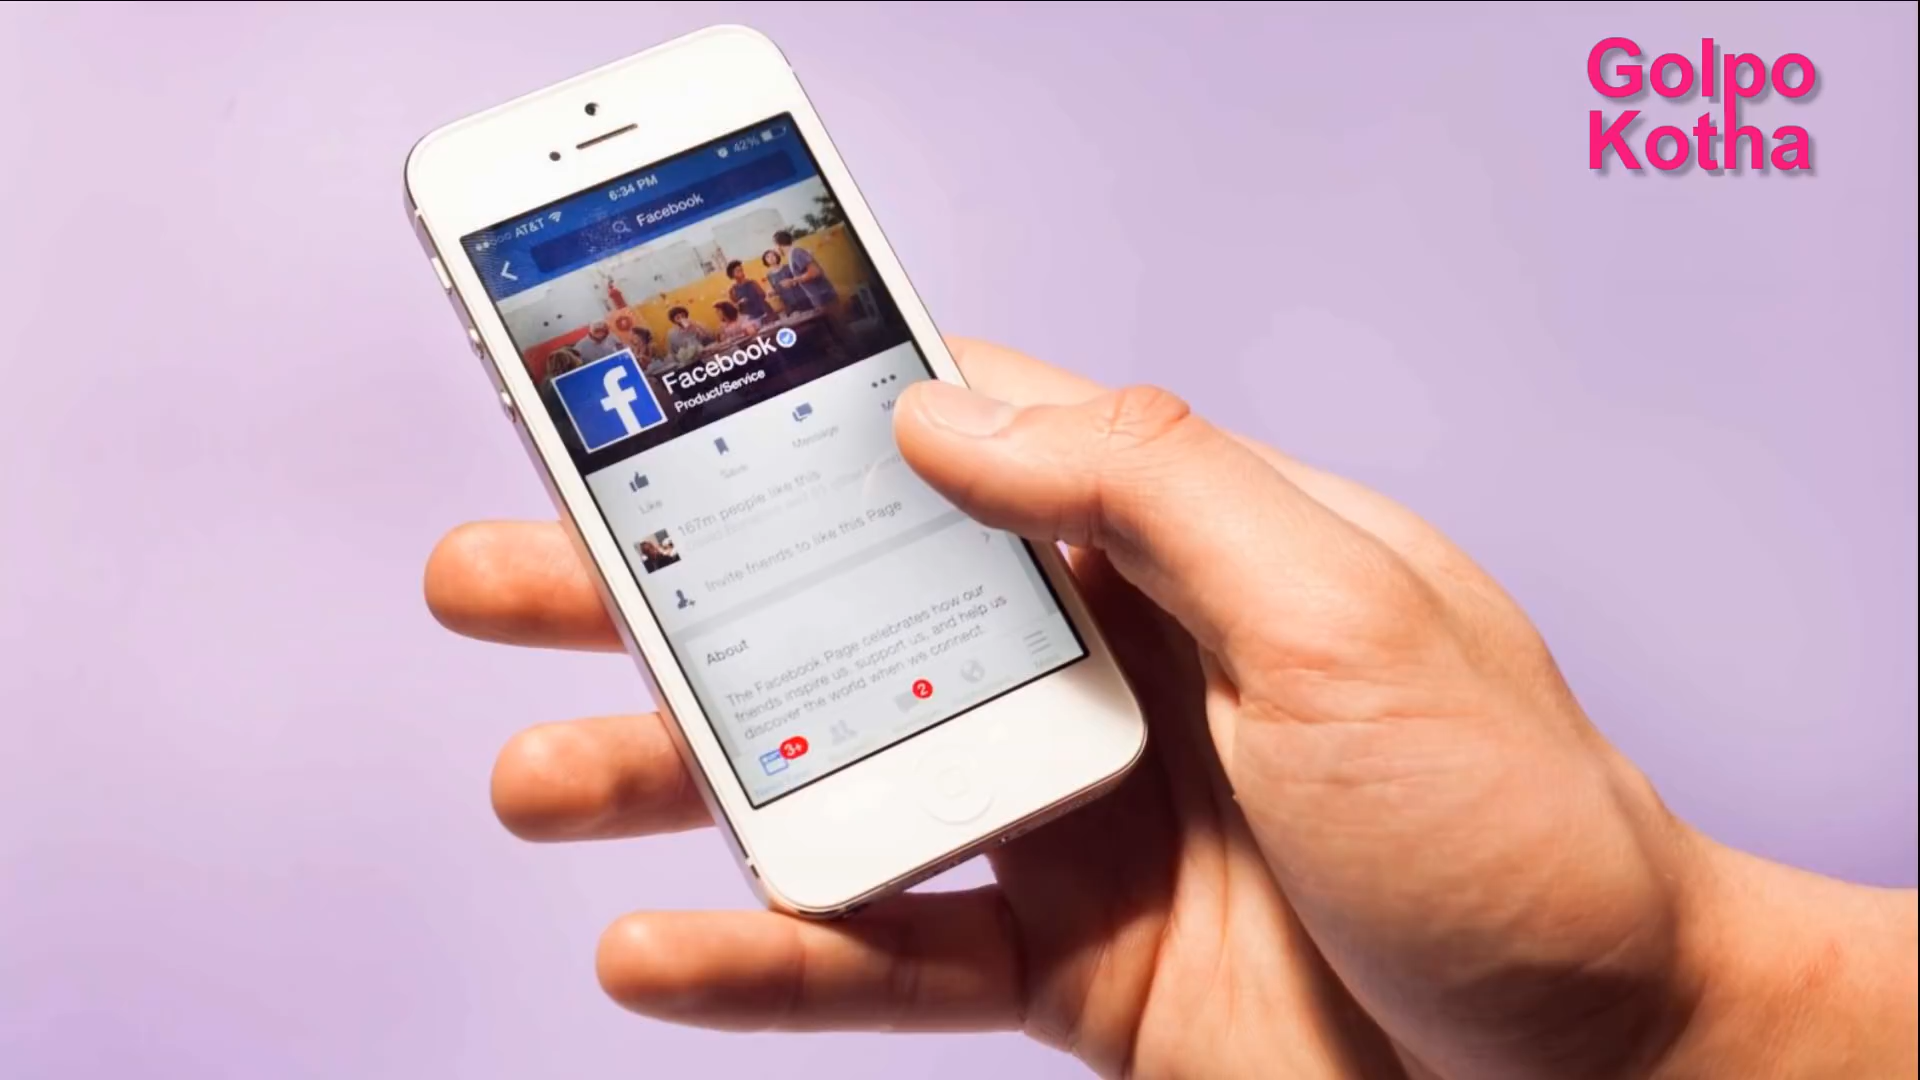 Golpo
Kotha
AT&T
6:34 PM
42%
Facebook
f
Facebook
Product/Service
Like
Save
Message
167m people like this
Invite friends to like this Page
About
The Facebook Page celebrates how our
friends inspire us, support us, and help us
discover the world when we connect.
3+
2